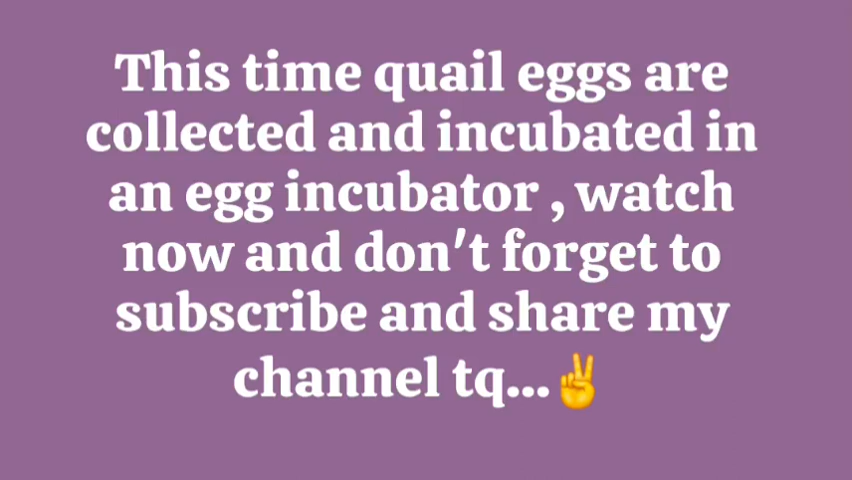 This time quail eggs are
collected and incubated in
an egg incubator , watch
now and don't forget to
subscribe and share my
channel tq...✌️